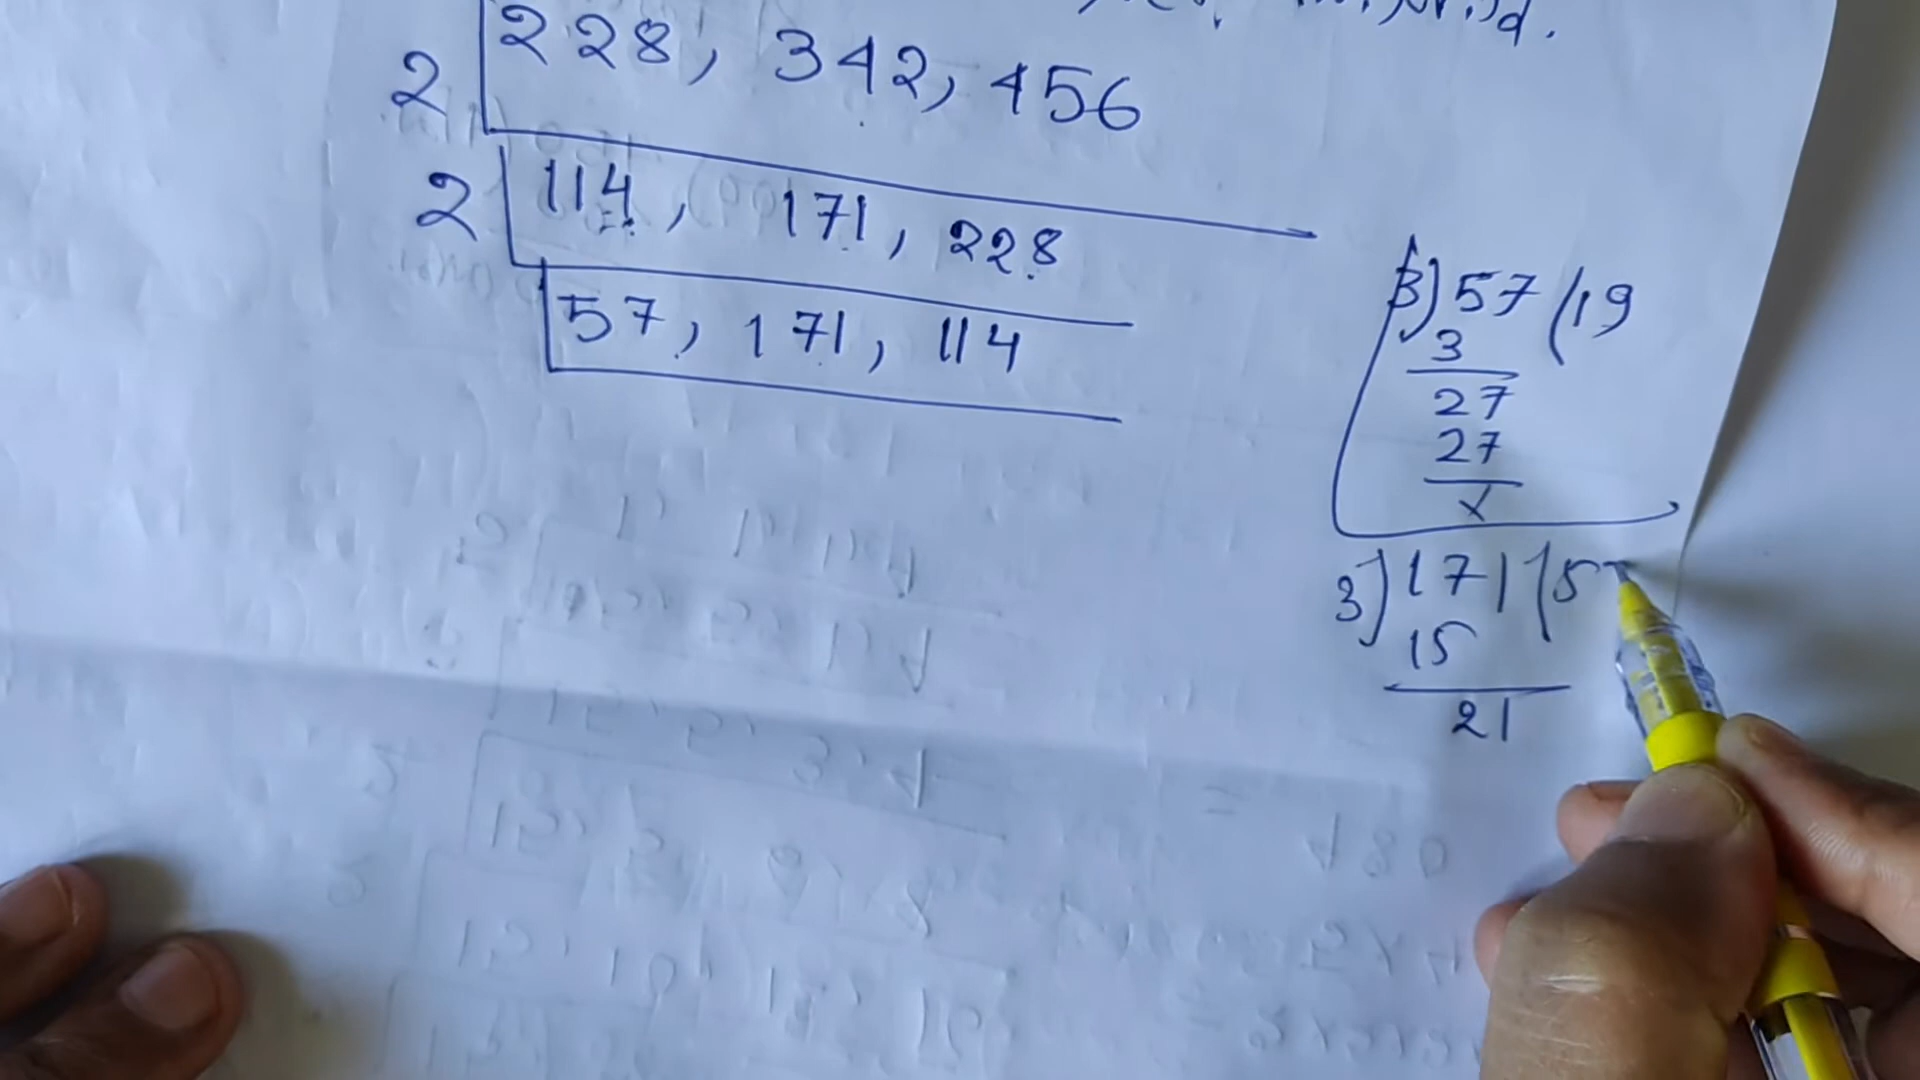 2 228, 342, 456
2 114, 171, 228
57, 171, 114
3) 57 (19
3
27
27
x
3) 171 (57
15
21